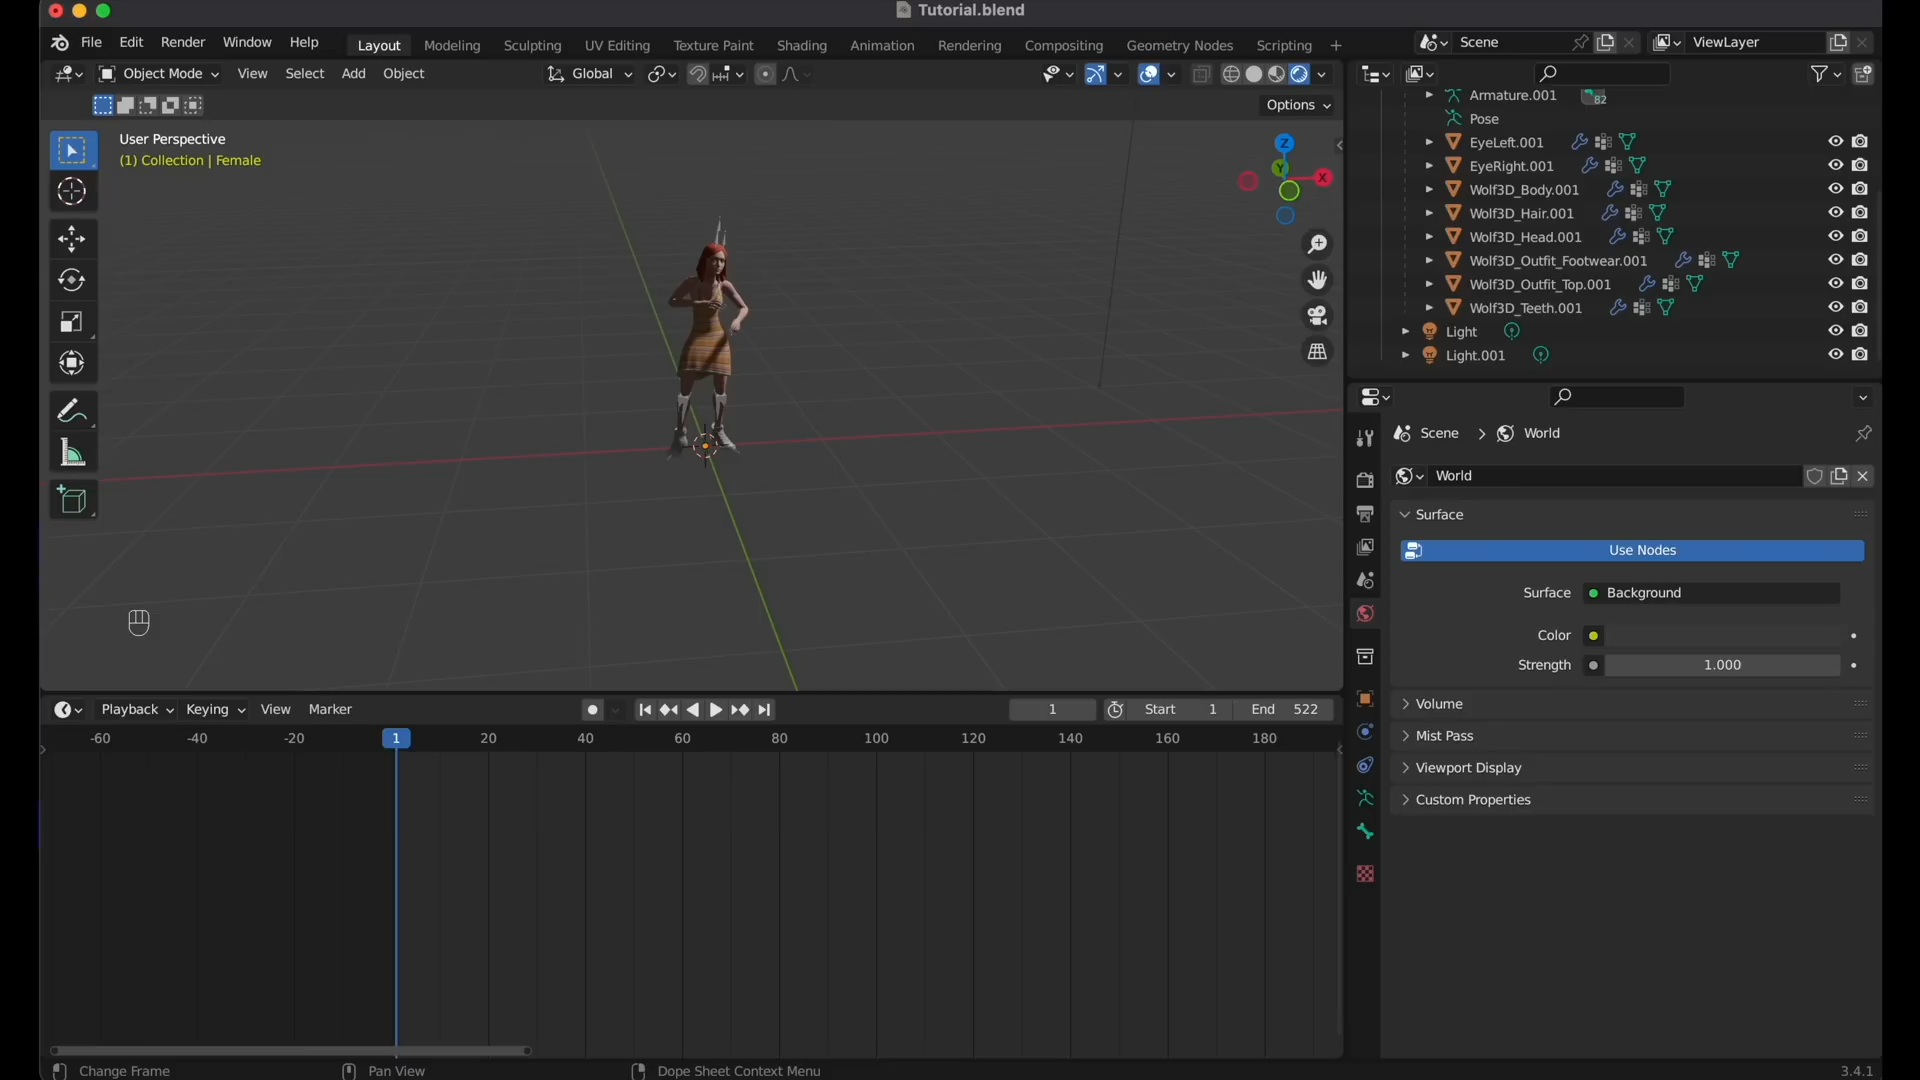 Tutorial.blend
File Edit Render Window Help Layout Modeling Sculpting UV Editing Texture Paint Shading Animation Rendering Compositing Geometry Nodes Scripting + Scene ViewLayer
Object Mode View Select Add Object Global
Options
User Perspective
(1) Collection | Female
Z
Y
X
Armature.001 82
Pose
EyeLeft.001
EyeRight.001
Wolf3D_Body.001
Wolf3D_Hair.001
Wolf3D_Head.001
Wolf3D_Outfit_Footwear.001
Wolf3D_Outfit_Top.001
Wolf3D_Teeth.001
Light
Light.001
Scene > World
World
Surface
Use Nodes
Surface Background
Color
Strength 1.000
Volume
Mist Pass
Viewport Display
Custom Properties
Playback Keying View Marker 1 Start 1 End 522
-60 -40 -20 1 20 40 60 80 100 120 140 160 180
Change Frame Pan View Dope Sheet Context Menu 3.4.1